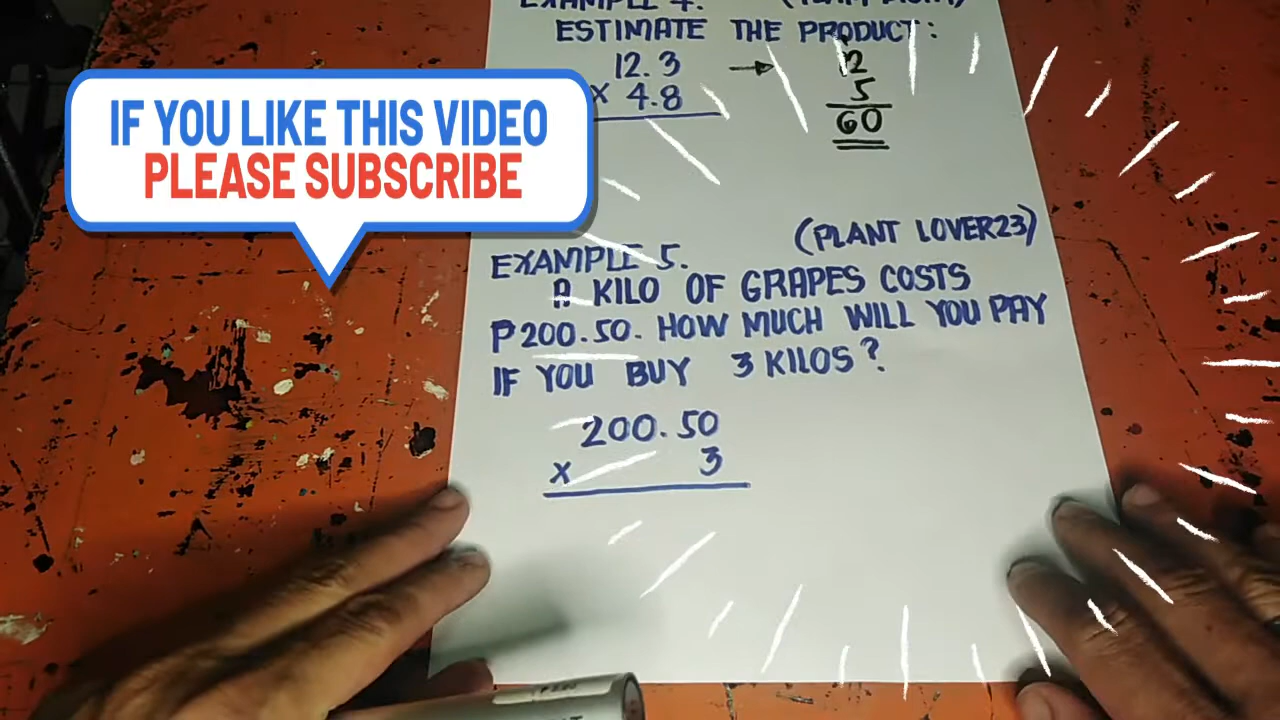 EXAMPLE 4.
ESTIMATE THE PRODUCT:
12.3 → 12
x 4.8 5
60
IF YOU LIKE THIS VIDEO
PLEASE SUBSCRIBE
(PLANT LOVER23)
EXAMPLE 5.
A KILO OF GRAPES COSTS
₱200.50. HOW MUCH WILL YOU PAY
IF YOU BUY 3 KILOS?
200.50
x 3